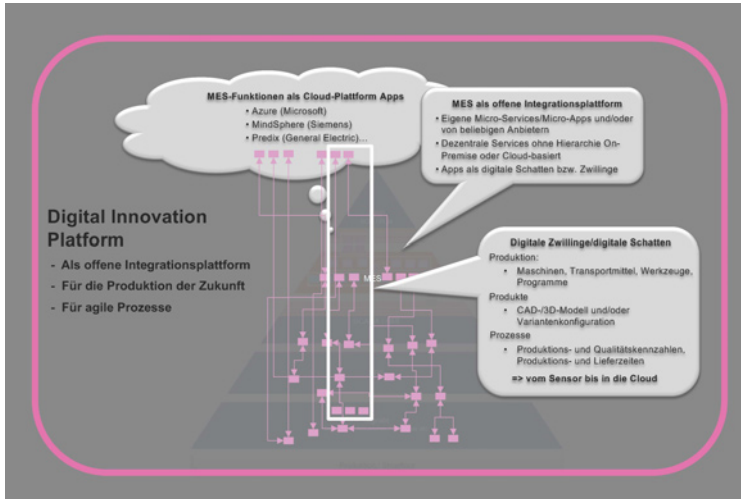 MES-Funktionen als Cloud-Plattform Apps
• Azure (Microsoft)
• MindSphere (Siemens)
• Predix (General Electric)...
MES als offene Integrationsplattform
• Eigene Micro-Services/Micro-Apps und/oder
von beliebigen Anbietern
• Dezentrale Services ohne Hierarchie On-
Premise oder Cloud-basiert
• Apps als digitale Schatten bzw. Zwillinge
Digital Innovation
Platform
- Als offene Integrationsplattform
- Für die Produktion der Zukunft
- Für agile Prozesse
MES
Digitale Zwillinge/digitale Schatten
Produktion:
• Maschinen, Transportmittel, Werkzeuge,
Programme
Produkte
• CAD-/3D-Modell und/oder
Variantenkonfiguration
Prozesse
• Produktions- und Qualitätskennzahlen,
Produktions- und Lieferzeiten
=> vom Sensor bis in die Cloud